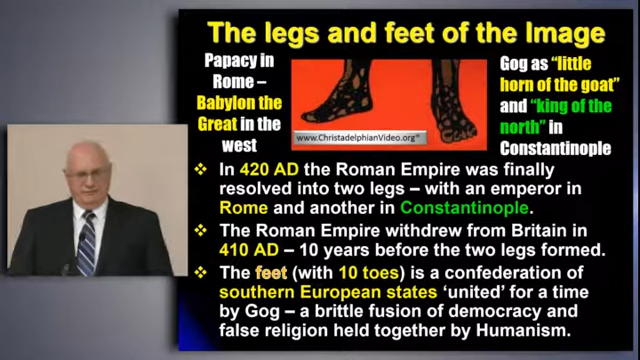 The legs and feet of the Image
Papacy in
Rome –
Babylon the
Great in the
west
www.ChristadelphianVideo.org®
Gog as “little
horn of the goat”
and “king of the
north” in
Constantinople
In 420 AD the Roman Empire was finally
resolved into two legs – with an emperor in
Rome and another in Constantinople.
The Roman Empire withdrew from Britain in
410 AD – 10 years before the two legs formed.
The feet (with 10 toes) is a confederation of
southern European states ‘united’ for a time
by Gog – a brittle fusion of democracy and
false religion held together by Humanism.